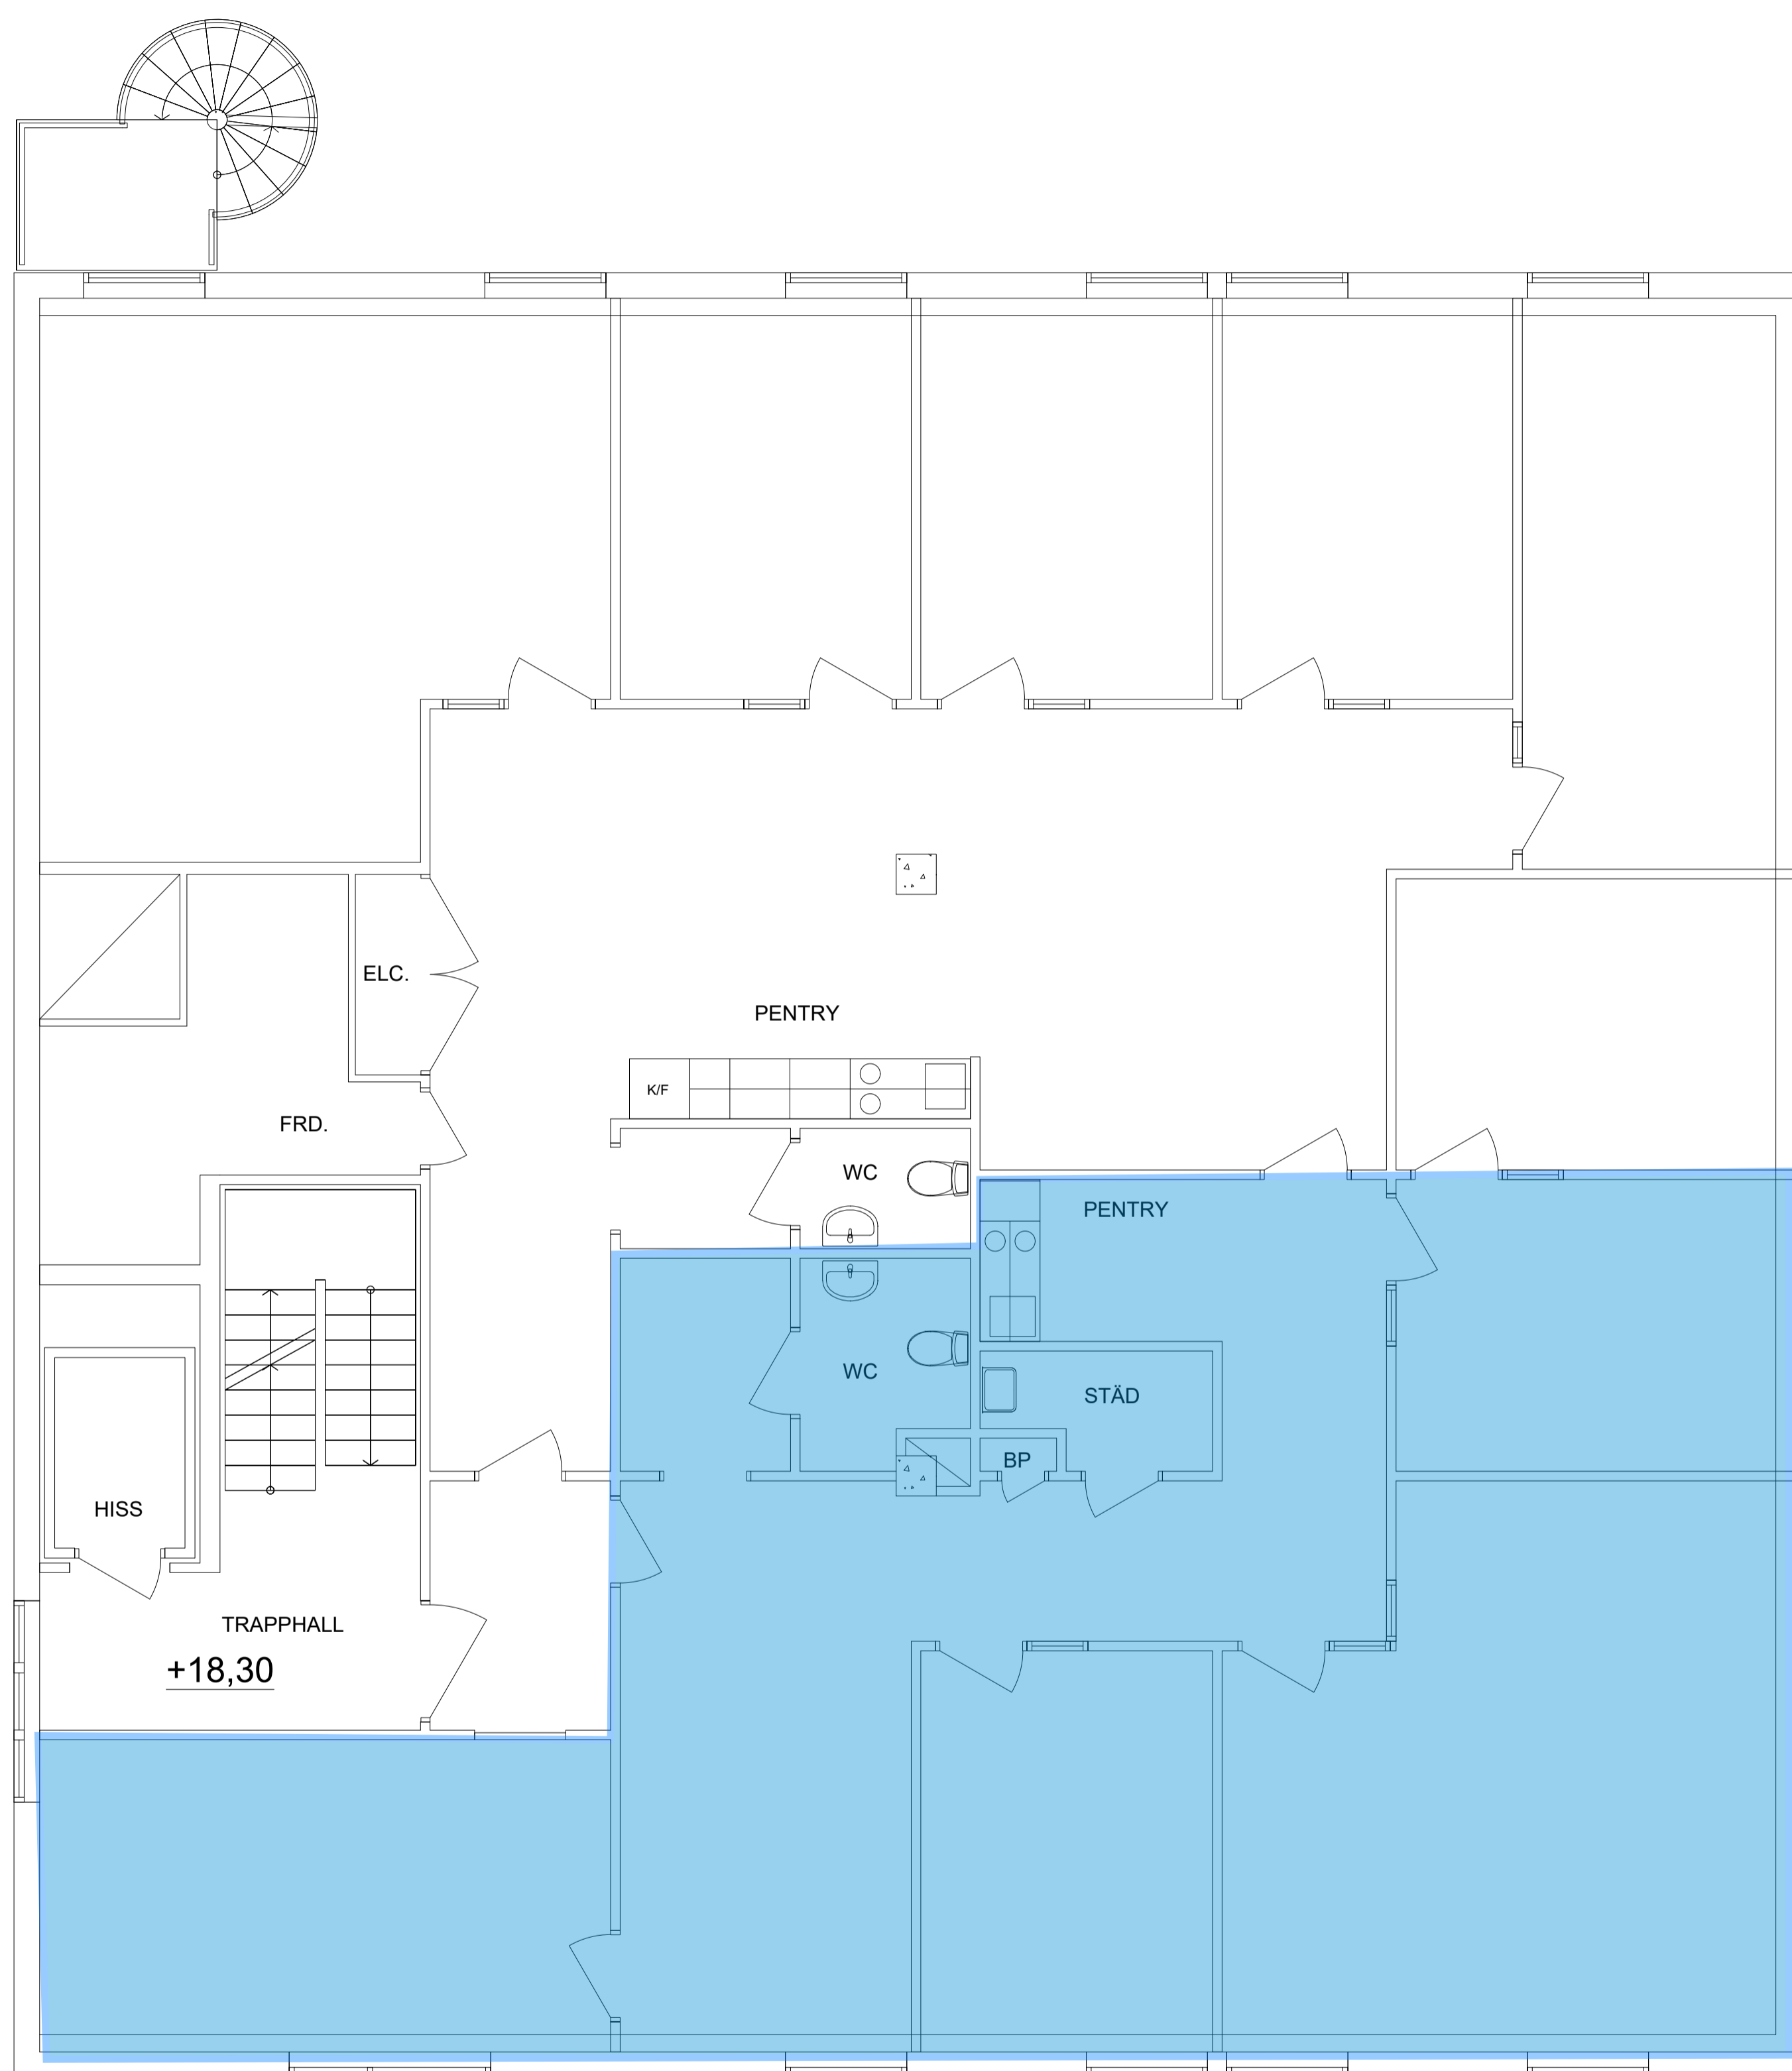 ELC.
PENTRY
K/F
FRD.
WC
PENTRY
WC
STÄD
BP
HISS
TRAPPHALL
+18,30